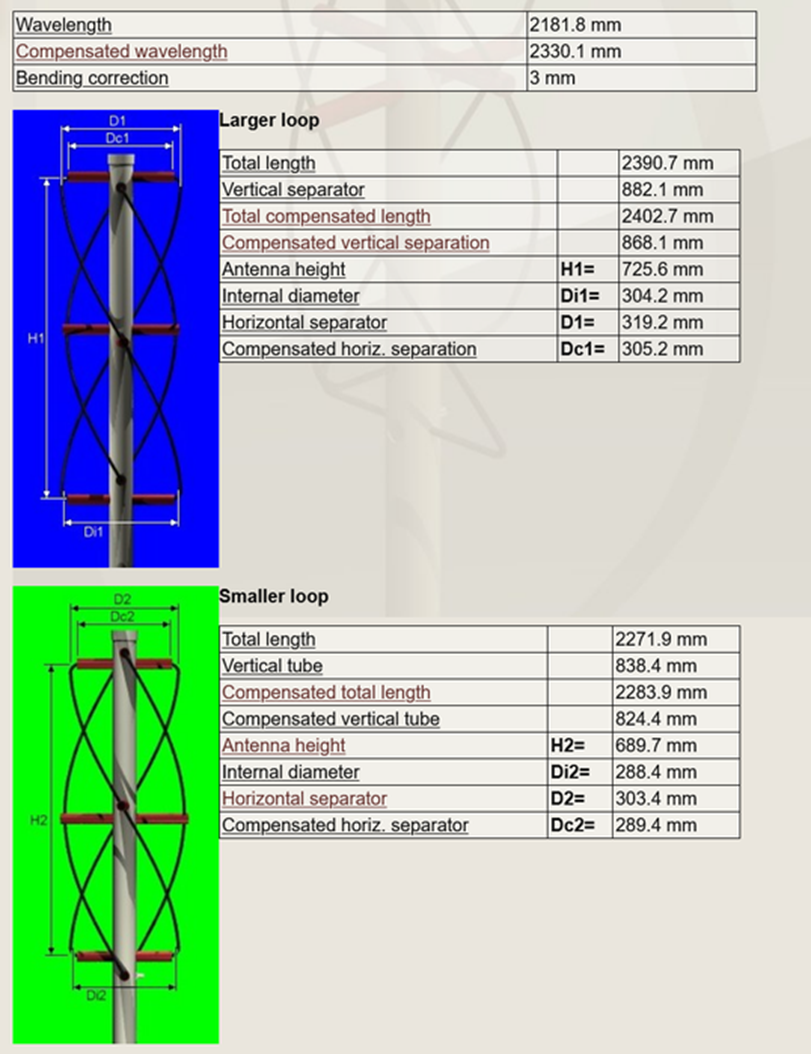 Wavelength 2181.8 mm
Compensated wavelength 2330.1 mm
Bending correction 3 mm
D1
Dc1
H1
Di1
Larger loop
Total length 2390.7 mm
Vertical separator 882.1 mm
Total compensated length 2402.7 mm
Compensated vertical separation 868.1 mm
Antenna height H1= 725.6 mm
Internal diameter Di1= 304.2 mm
Horizontal separator D1= 319.2 mm
Compensated horiz. separation Dc1= 305.2 mm
D2
Dc2
H2
Di2
Smaller loop
Total length 2271.9 mm
Vertical tube 838.4 mm
Compensated total length 2283.9 mm
Compensated vertical tube 824.4 mm
Antenna height H2= 689.7 mm
Internal diameter Di2= 288.4 mm
Horizontal separator D2= 303.4 mm
Compensated horiz. separator Dc2= 289.4 mm